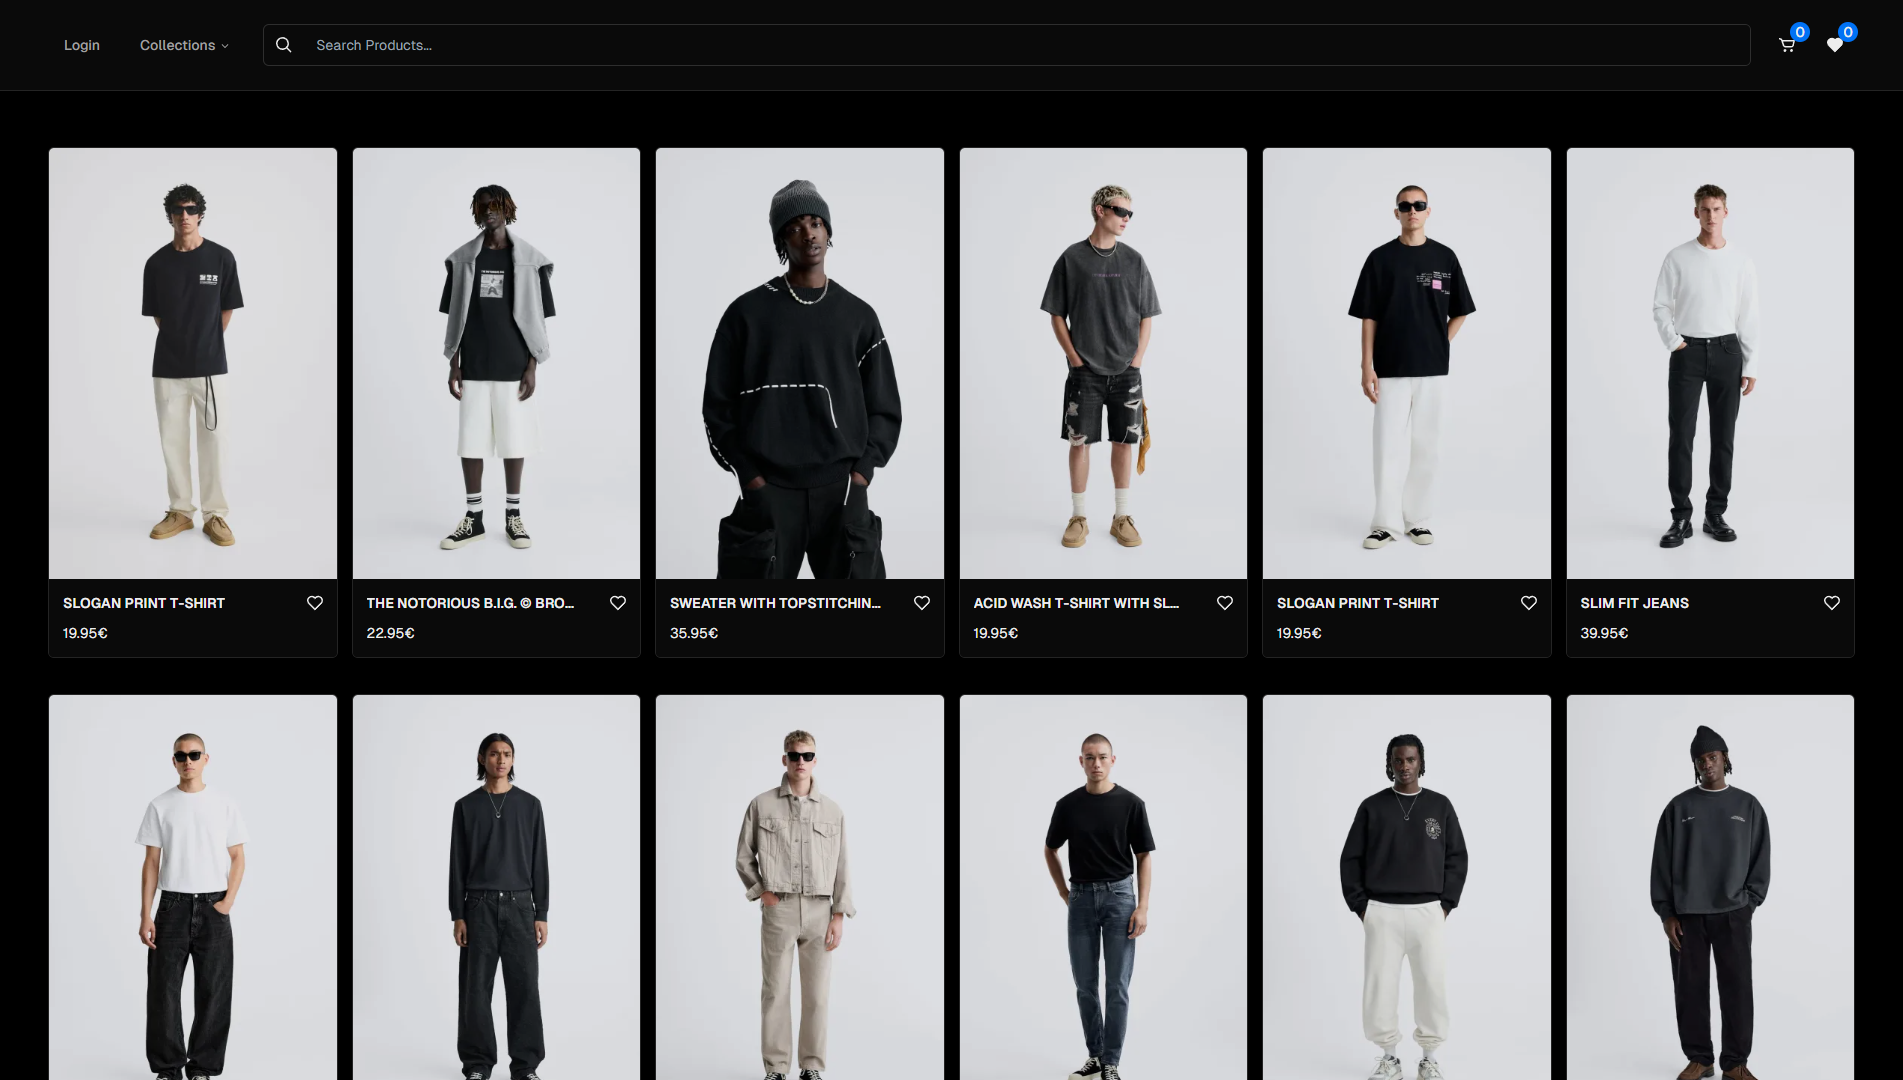 Login
Collections
Search Products...
0
0
SLOGAN PRINT T-SHIRT
19.95€
THE NOTORIOUS B.I.G. © BRO...
22.95€
SWEATER WITH TOPSTITCHIN...
35.95€
ACID WASH T-SHIRT WITH SL...
19.95€
SLOGAN PRINT T-SHIRT
19.95€
SLIM FIT JEANS
39.95€